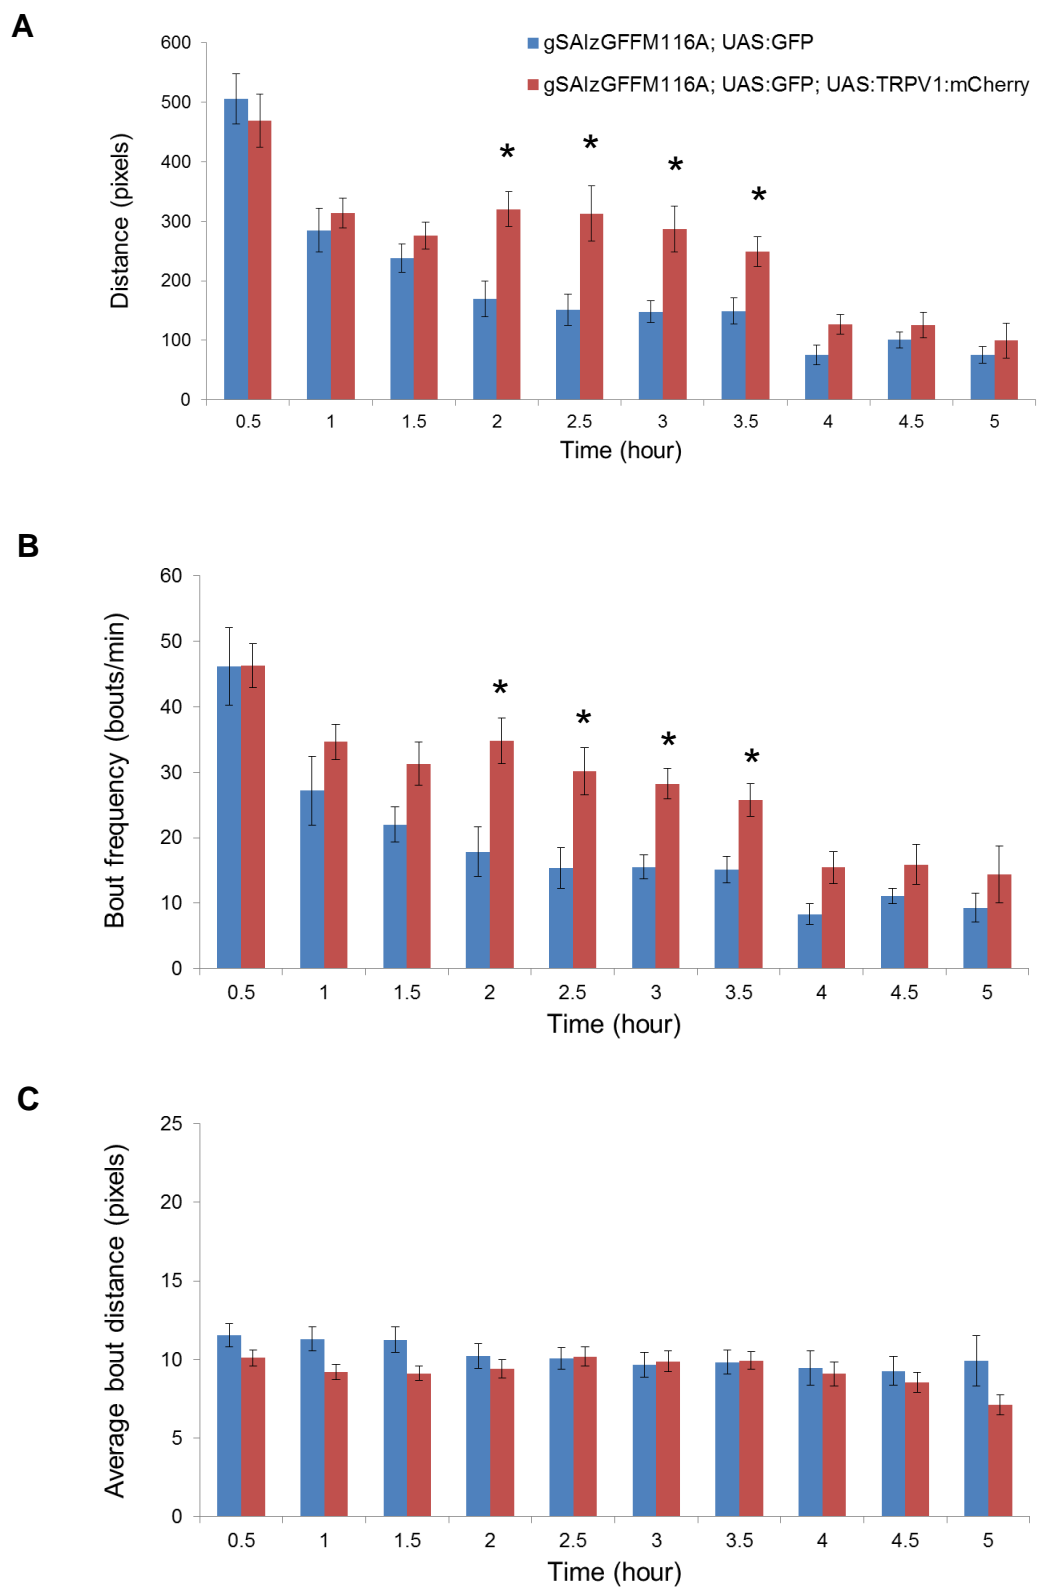 A
gSAIzGFFM116A; UAS:GFP
gSAIzGFFM116A; UAS:GFP; UAS:TRPV1:mCherry
600
500
400
300
200
100
0
Distance (pixels)
* * * *
0.5 1 1.5 2 2.5 3 3.5 4 4.5 5
Time (hour)
B
60
50
40
30
20
10
0
Bout frequency (bouts/min)
* * * *
0.5 1 1.5 2 2.5 3 3.5 4 4.5 5
Time (hour)
C
25
20
15
10
5
0
Average bout distance (pixels)
0.5 1 1.5 2 2.5 3 3.5 4 4.5 5
Time (hour)